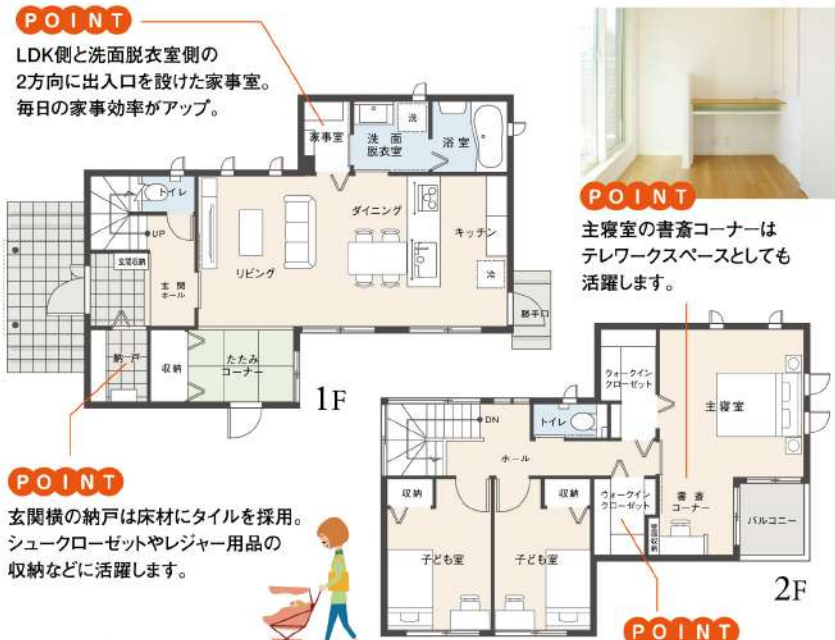 POINT
LDK側と洗面脱衣室側の
2方向に出入口を設けた家事室。
毎日の家事効率がアップ。
家事室
洗面
脱衣室
洗
浴室
トイレ
UP
玄関収納
玄関
ホール
リビング
ダイニング
キッチン
冷
勝手口
納戸
収納
たたみ
コーナー
1F
POINT
主寝室の書斎コーナーは
テレワークスペースとしても
活躍します。
POINT
玄関横の納戸は床材にタイルを採用。
シュークローゼットやレジャー用品の
収納などに活躍します。
ウォークイン
クローゼット
主寝室
DN
トイレ
ホール
収納
収納
ウォークイン
クローゼット
書斎
コーナー
壁面収納
バルコニー
子ども室
子ども室
2F
POINT